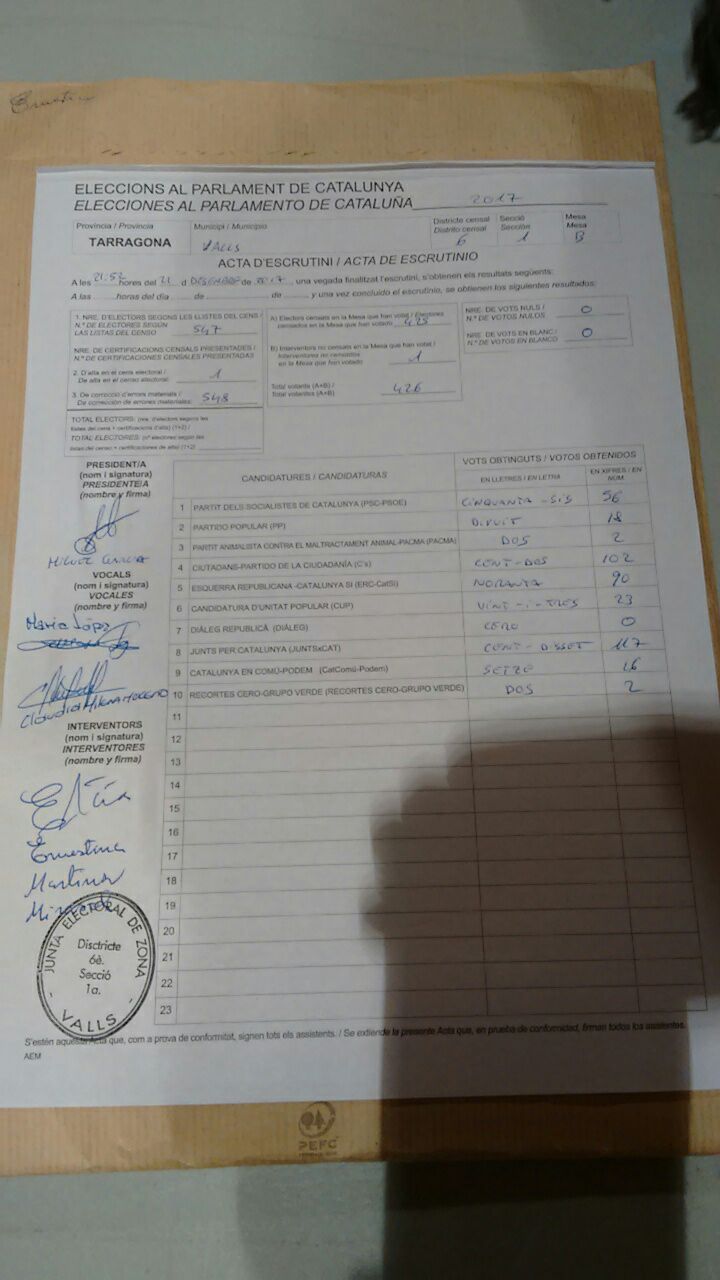 Ernestina
ELECCIONS AL PARLAMENT DE CATALUNYA
ELECCIONES AL PARLAMENTO DE CATALUÑA 2017
Provincia / Provincia
TARRAGONA
Municipi / Municipio
VALLS
Districte censal
Distrito censal
6
Secció
Sección
1
Mesa
Mesa
B
ACTA D'ESCRUTINI / ACTA DE ESCRUTINIO
A les 21:52 hores del 21 d DESEMBRE de 2017 una vegada finalitzat l'escrutini, s'obtenen els resultats següents:
A las horas del día de de y una vez concluido el escrutinio, se obtienen los siguientes resultados:
1. NRE. D'ELECTORS SEGONS LES LLISTES DEL CENS /
N.º DE ELECTORES SEGÚN
LAS LISTAS DEL CENSO 547
NRE. DE CERTIFICACIONS CENSALS PRESENTADES /
N.º DE CERTIFICACIONES CENSALES PRESENTADAS
2. D'alta en el cens electoral /
De alta en el censo electoral: 1
3. De correcció d'errors materials /
De corrección de errores materiales: 548
TOTAL ELECTORS: (nre. d'electors segons les
llistes del cens + certificacions d'alta) (1+2) /
TOTAL ELECTORES: (nº electores según las
listas del censo + certificaciones de alta) (1+2)
A) Electors censats en la Mesa que han votat / Electores
censados en la Mesa que han votado 425
B) Interventors no censats en la Mesa que han votat /
Interventores no censados
en la Mesa que han votado 1
Total votants (A+B) /
Total votantes (A+B) 426
NRE. DE VOTS NULS /
N.º DE VOTOS NULOS 0
NRE. DE VOTS EN BLANC /
N.º DE VOTOS EN BLANCO 0
CANDIDATURES / CANDIDATURAS
VOTS OBTINGUTS / VOTOS OBTENIDOS
EN LLETRES / EN LETRA
EN XIFRES / EN NÚM.
1 PARTIT DELS SOCIALISTES DE CATALUNYA (PSC-PSOE) CINQUANTA-SIS 56
2 PARTIDO POPULAR (PP) DIVUIT 18
3 PARTIT ANIMALISTA CONTRA EL MALTRACTAMENT ANIMAL-PACMA (PACMA) DOS 2
4 CIUTADANS-PARTIDO DE LA CIUDADANÍA (C's) CENT-DOS 102
5 ESQUERRA REPUBLICANA -CATALUNYA SÍ (ERC-CatSí) NORANTA 90
6 CANDIDATURA D'UNITAT POPULAR (CUP) VINT-I-TRES 23
7 DIÀLEG REPUBLICÀ (DIÀLEG) CERO 0
8 JUNTS PER CATALUNYA (JUNTSxCAT) CENT-DISSET 117
9 CATALUNYA EN COMÚ-PODEM (CatComú-Podem) SETZE 16
10 RECORTES CERO-GRUPO VERDE (RECORTES CERO-GRUPO VERDE) DOS 2
11
12
13
14
15
16
17
18
19
20
21
22
23
PRESIDENT/A
(nom i signatura)
PRESIDENTE/A
(nombre y firma)
MIGUEL GARCIA
VOCALS
(nom i signatura)
VOCALES
(nombre y firma)
Maria López
Claudia Milena Moreno
INTERVENTORS
(nom i signatura)
INTERVENTORES
(nombre y firma)
Ernestina
Martinez
JUNTA ELECTORAL DE ZONA
Disctricte
6è.
Secció
1a.
- VALLS -
S'estén aquesta Acta que, com a prova de conformitat, signen tots els assistents. / Se extiende la presente Acta que, en prueba de conformidad, firman todos los asistentes.
AEM
PEFC